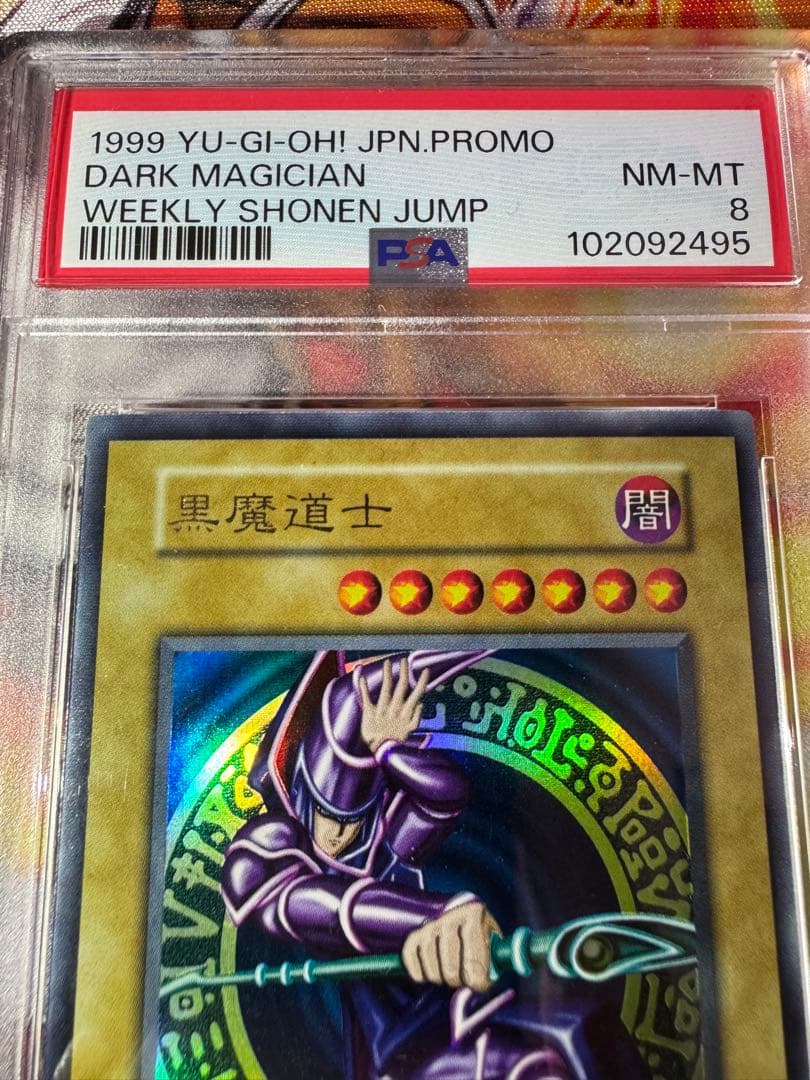 1999 YU-GI-OH! JPN.PROMO
DARK MAGICIAN NM-MT
WEEKLY SHONEN JUMP 8
PSA 102092495
黒魔道士 闇